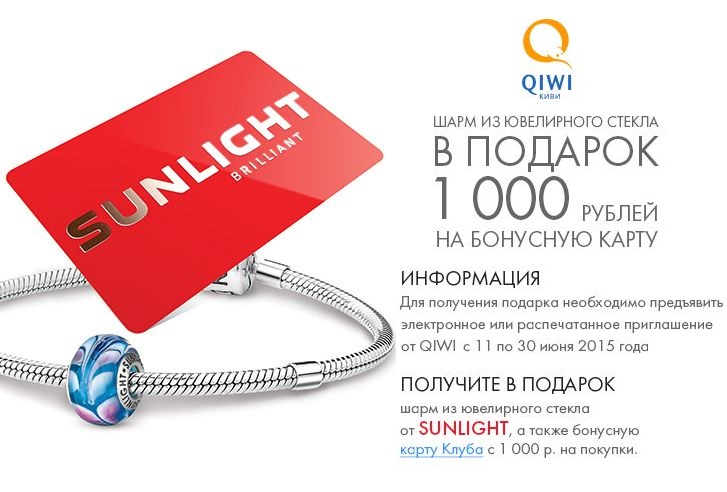 SUNLIGHT
BRILLIANT
QIWI
КИВИ
ШАРМ ИЗ ЮВЕЛИРНОГО СТЕКЛА
В ПОДАРОК
1 000 РУБЛЕЙ
НА БОНУСНУЮ КАРТУ
ИНФОРМАЦИЯ
Для получения подарка необходимо предъявить
электронное или распечатанное приглашение
от QIWI с 11 по 30 июня 2015 года
ПОЛУЧИТЕ В ПОДАРОК
шарм из ювелирного стекла
от SUNLIGHT, а также бонусную
карту Клуба с 1 000 р. на покупки.